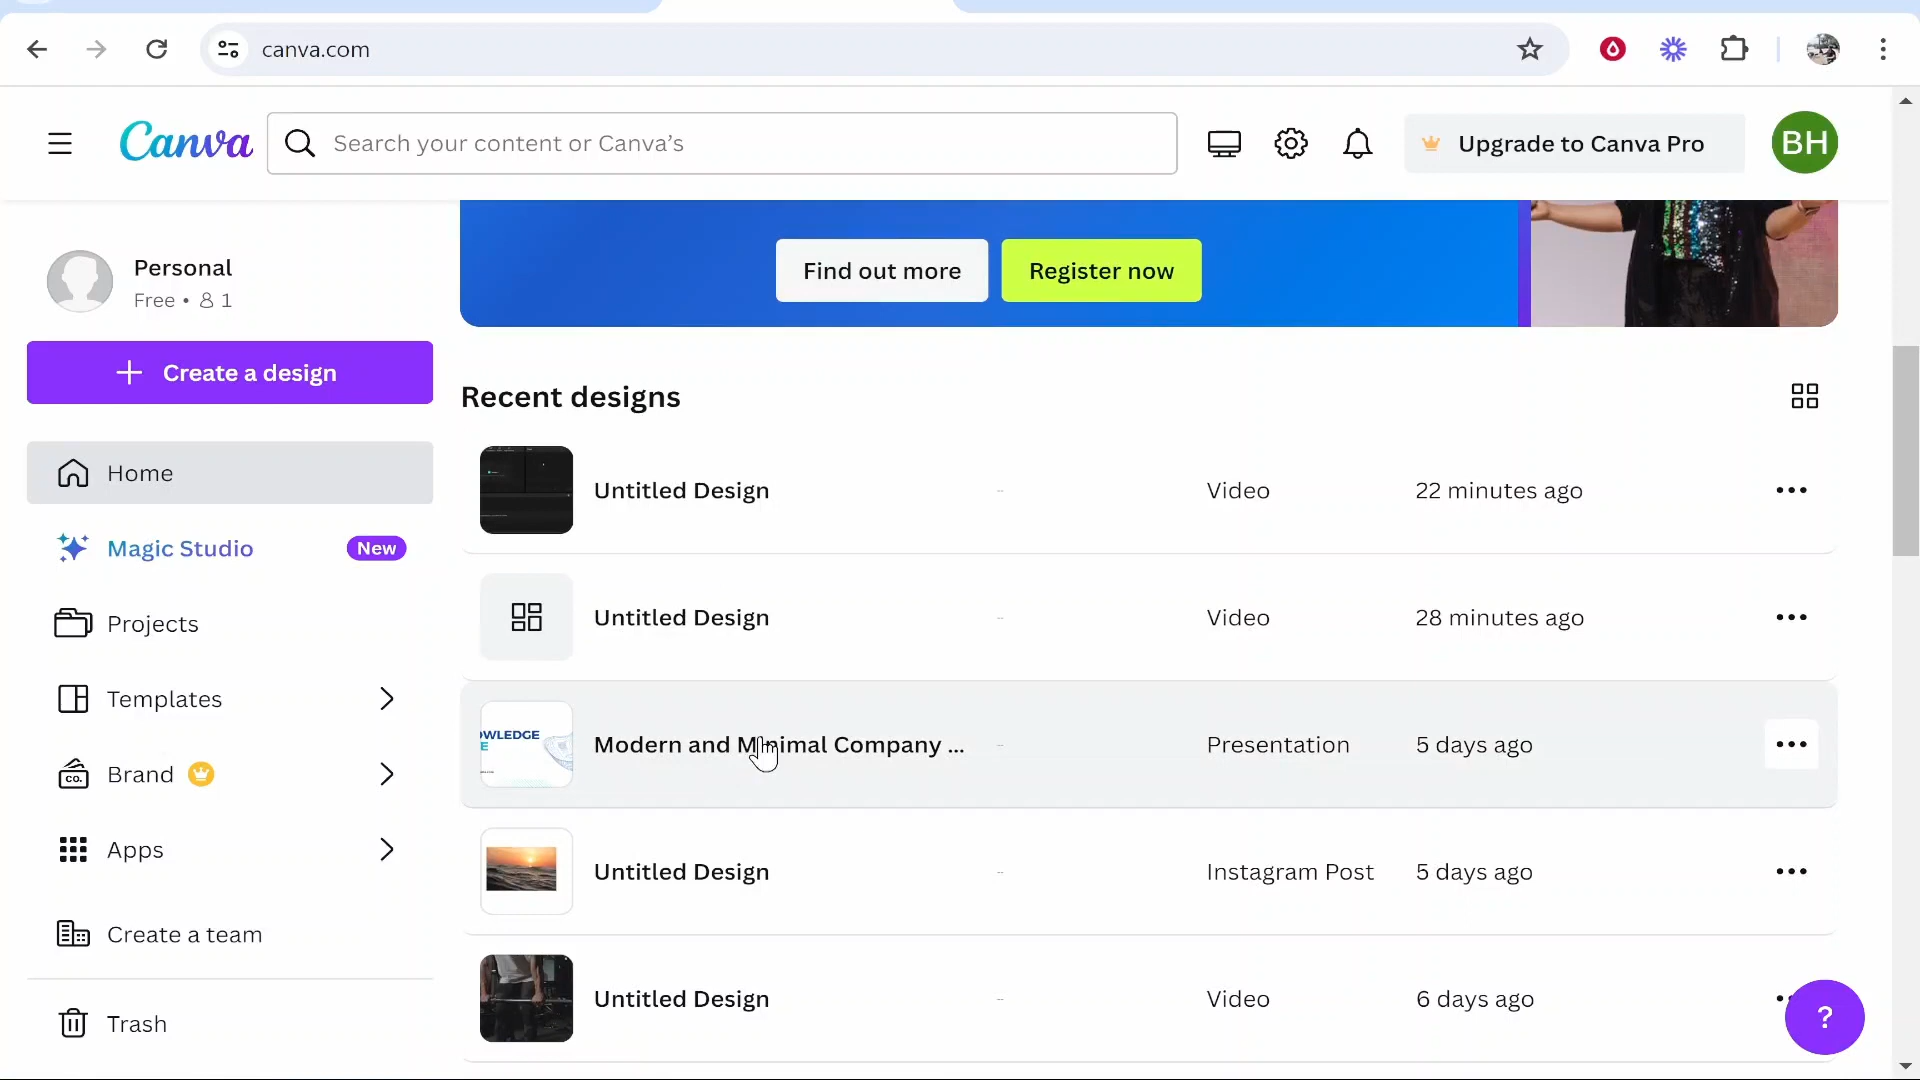 canva.com
Canva
Search your content or Canva's
Upgrade to Canva Pro
BH
Personal
Free • 1
Find out more
Register now
Create a design
Recent designs
Home
Untitled Design -- Video 22 minutes ago
Magic Studio New
Projects
Untitled Design -- Video 28 minutes ago
Templates
Modern and Minimal Company ... -- Presentation 5 days ago
OWLEDGE
E
Brand
CO.
Apps
Untitled Design -- Instagram Post 5 days ago
Create a team
Untitled Design -- Video 6 days ago
Trash
?